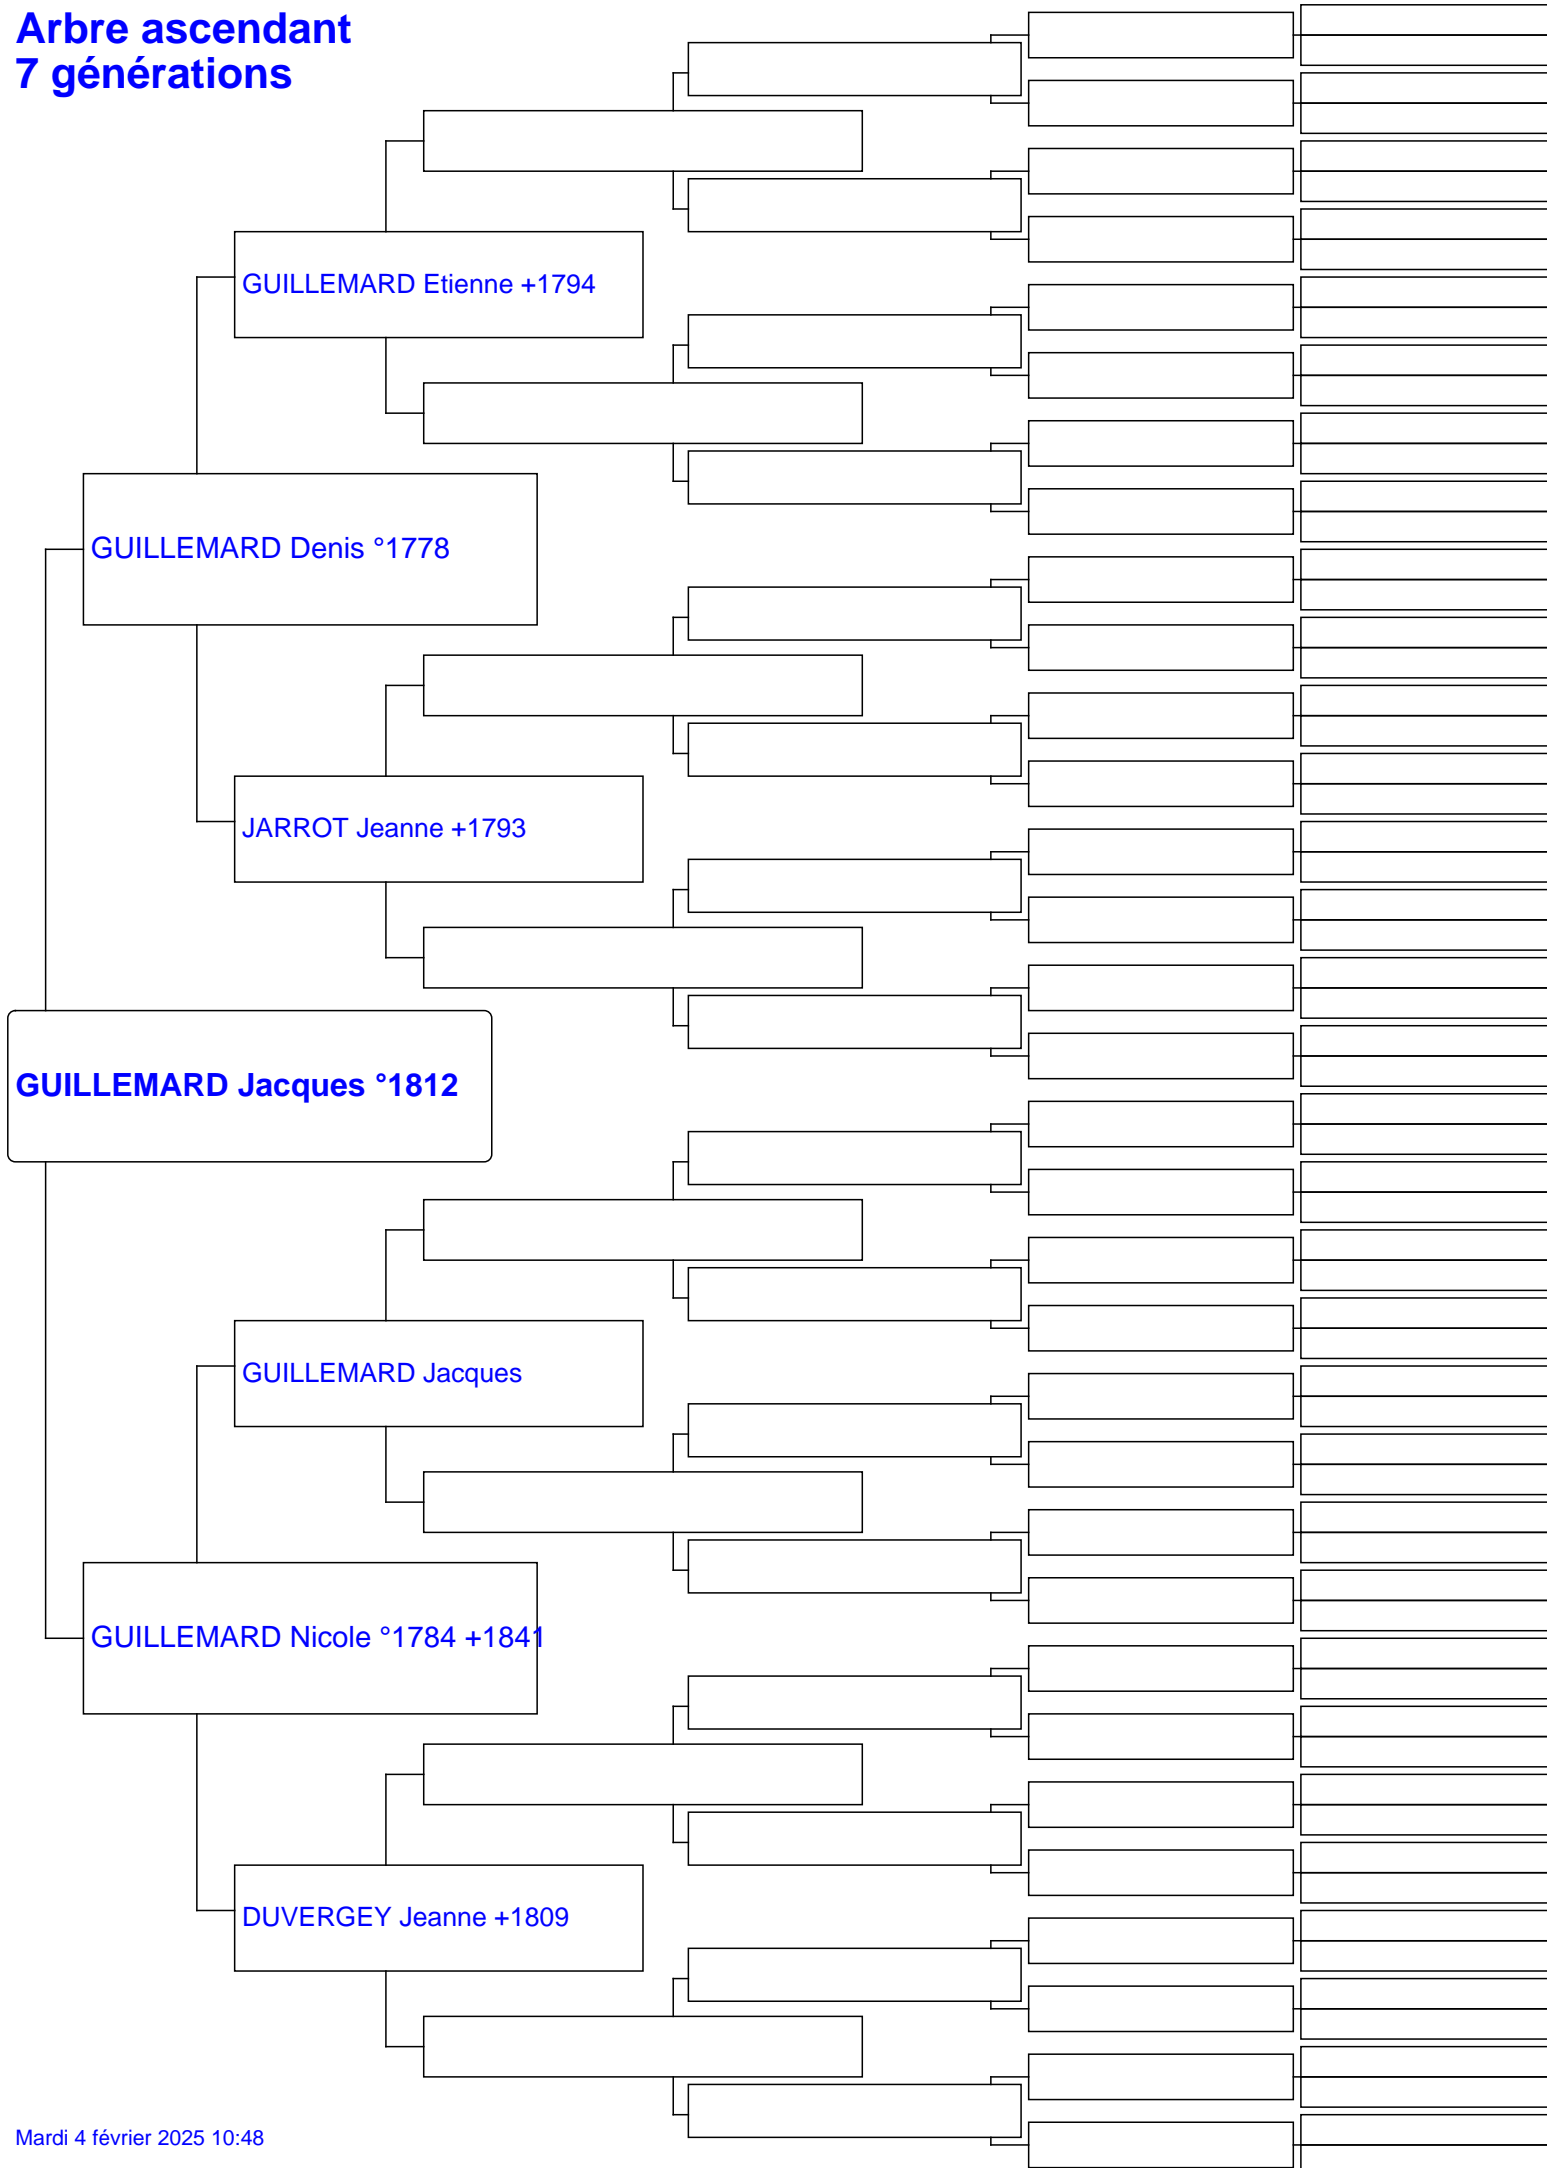 Arbre ascendant
7 générations
GUILLEMARD Etienne +1794
GUILLEMARD Denis °1778
JARROT Jeanne +1793
GUILLEMARD Jacques °1812
GUILLEMARD Jacques
GUILLEMARD Nicole °1784 +1841
DUVERGEY Jeanne +1809
Mardi 4 février 2025 10:48